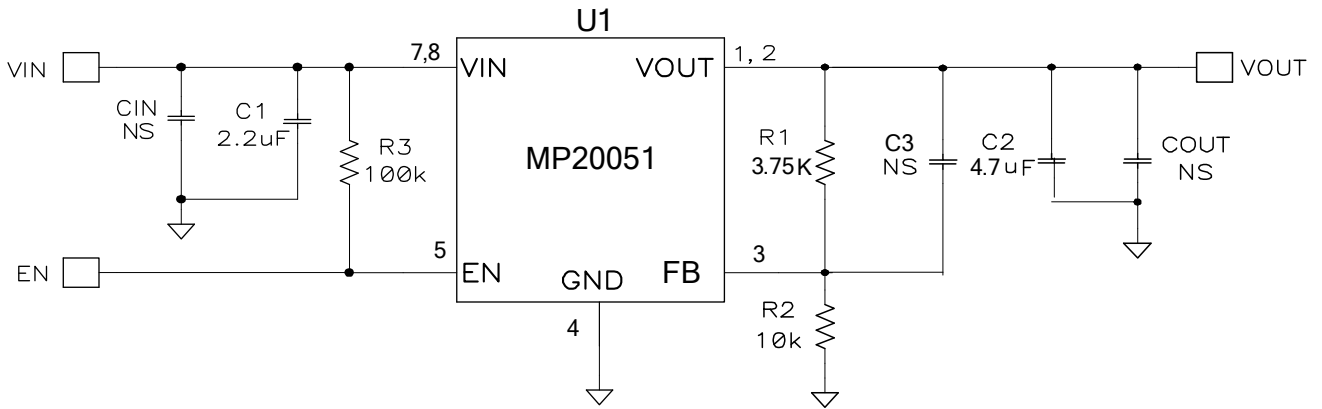 U1
VIN
7,8
VIN
VOUT
1, 2
VOUT
CIN
NS
C1
2.2uF
R3
100k
MP20051
R1
3.75K
C3
NS
C2
4.7uF
COUT
NS
EN
5
EN
GND
FB
3
4
R2
10k